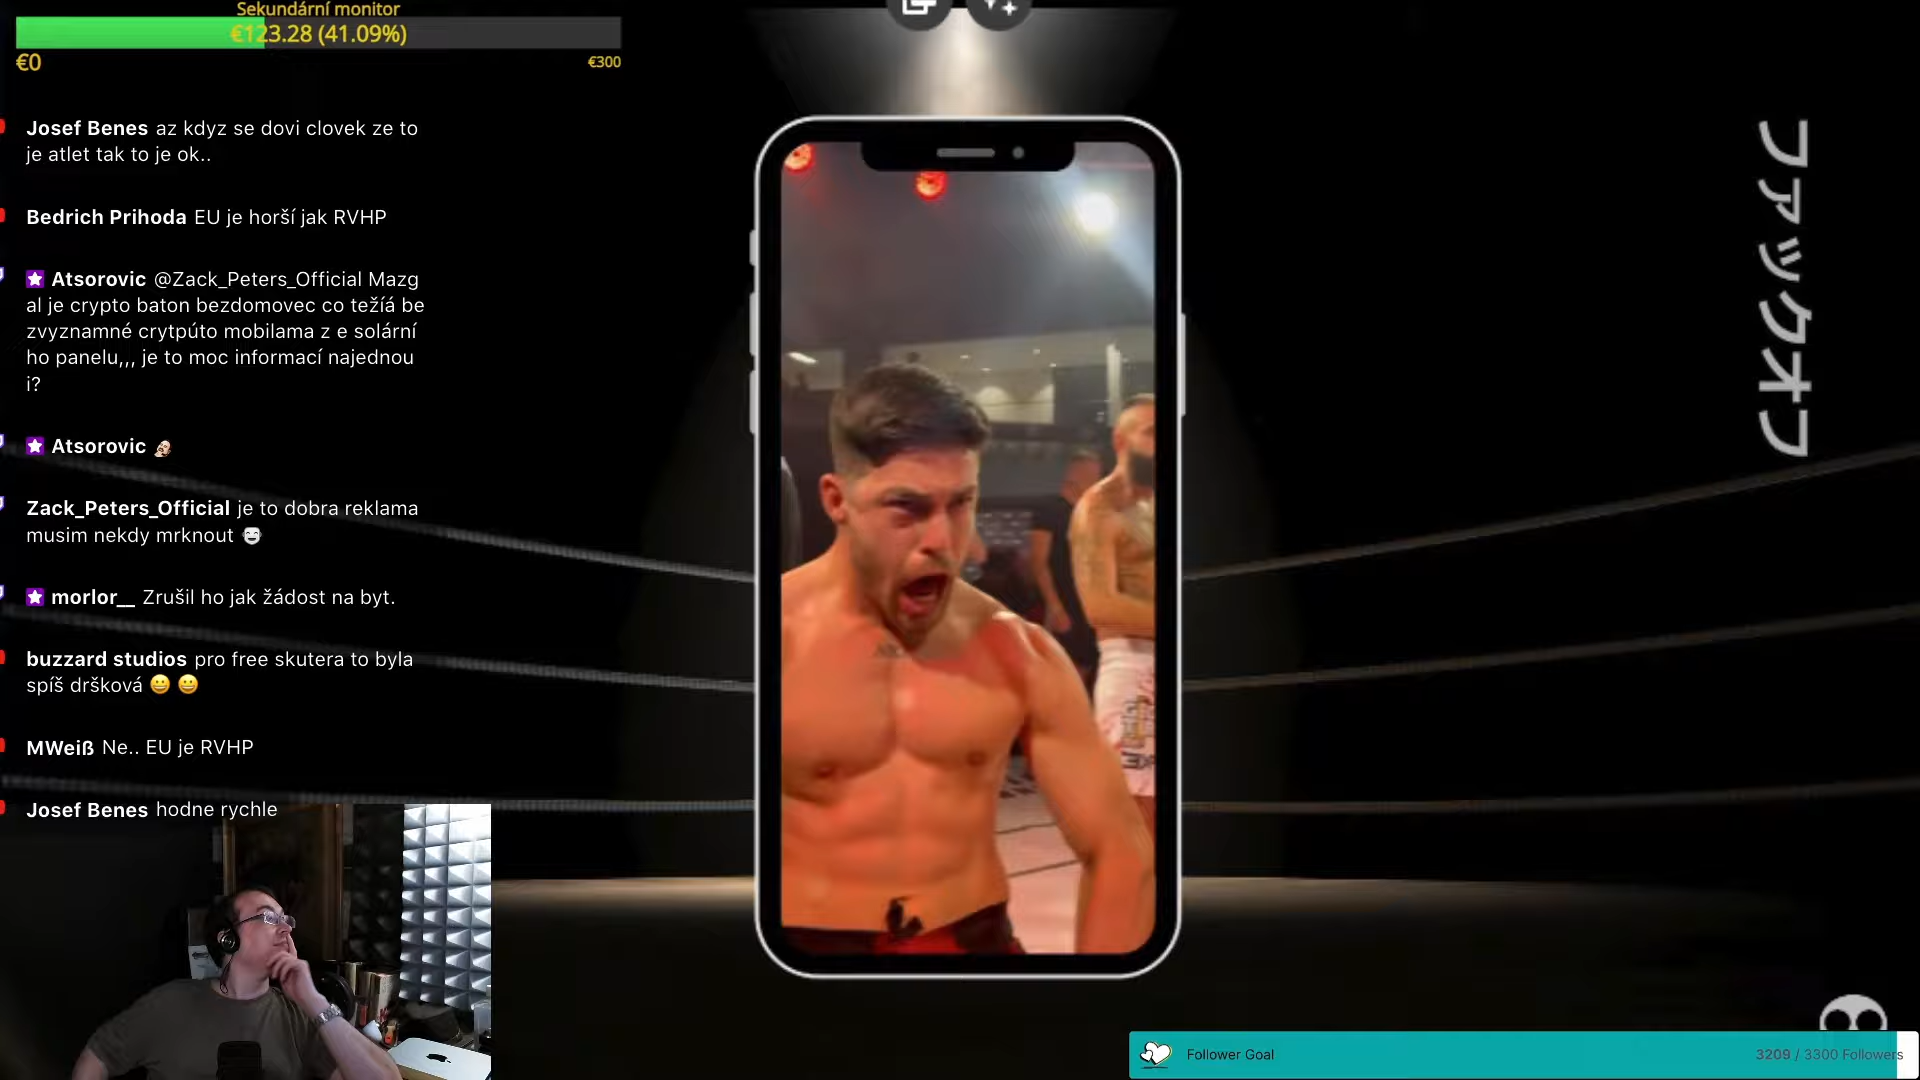 Sekundární monitor
€123.28 (41.09%)
€0
€300
Josef Benes az kdyz se dovi clovek ze to
je atlet tak to je ok..
Bedrich Prihoda EU je horší jak RVHP
Atsorovic @Zack_Peters_Official Mazg
al je crypto baton bezdomovec co težíá be
zvyznamné crytpúto mobilama z e solární
ho panelu,,, je to moc informací najednou
i?
Atsorovic
Zack_Peters_Official je to dobra reklama
musim nekdy mrknout
morlor__ Zrušil ho jak žádost na byt.
buzzard studios pro free skutera to byla
spíš dršková 😀 😀
MWeiß Ne.. EU je RVHP
Josef Benes hodne rychle
ファックオフ
Follower Goal
3209 / 3300 Followers